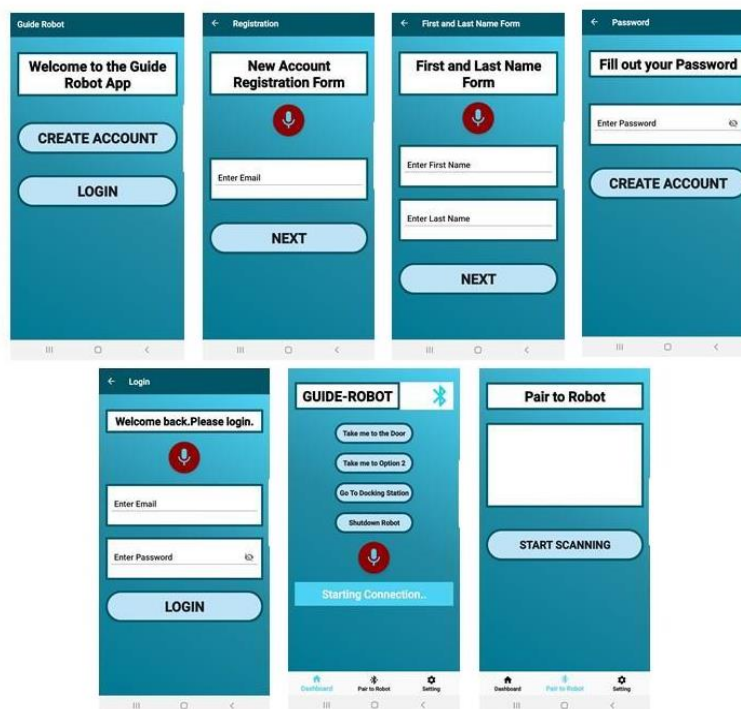 Guide Robot
Welcome to the Guide
Robot App
CREATE ACCOUNT
LOGIN
Registration
New Account
Registration Form
Enter Email
NEXT
First and Last Name Form
First and Last Name
Form
Enter First Name
Enter Last Name
NEXT
Password
Fill out your Password
Enter Password
CREATE ACCOUNT
Login
Welcome back.Please login.
Enter Email
Enter Password
LOGIN
GUIDE-ROBOT
Take me to the Door
Take me to Option 2
Go To Docking Station
Shutdown Robot
Starting Connection..
Dashboard Pair to Robot Setting
Pair to Robot
START SCANNING
Dashboard Pair to Robot Setting